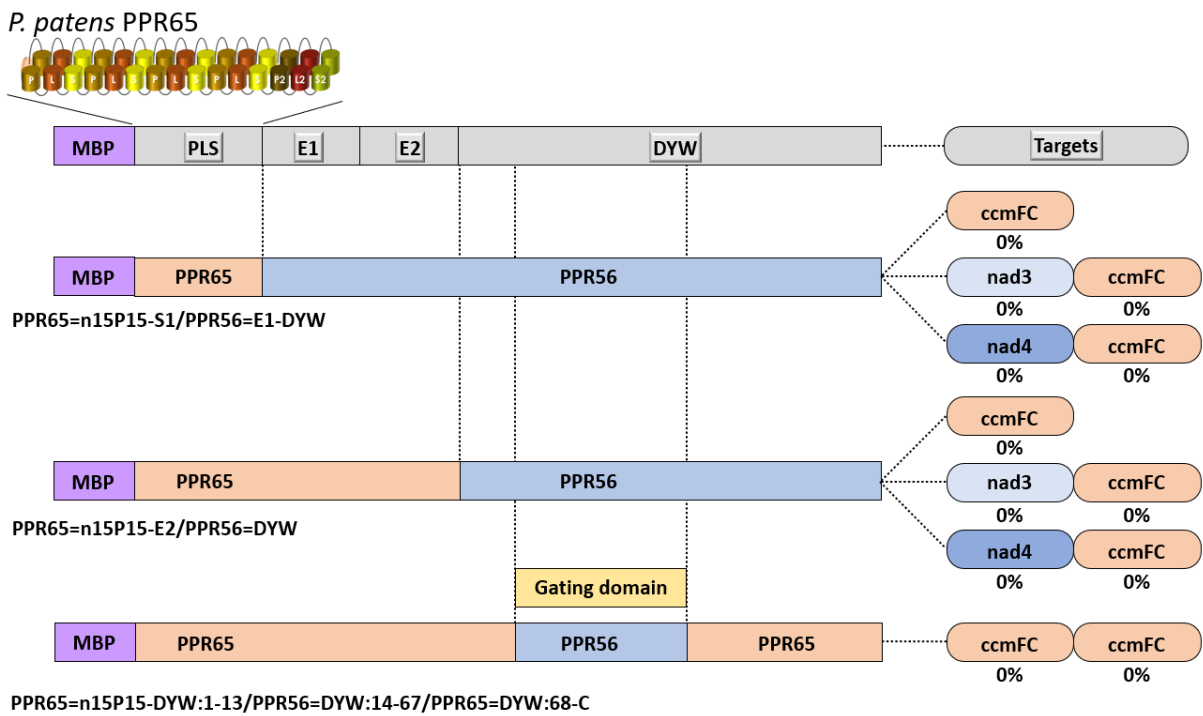 P. patens PPR65
P L S P L S P L S P L S P2 L2 S2
MBP PLS E1 E2 DYW Targets
ccmFC
0%
MBP PPR65 PPR56 nad3 ccmFC
0% 0%
PPR65=n15P15-S1/PPR56=E1-DYW
nad4 ccmFC
0% 0%
ccmFC
0%
MBP PPR65 PPR56 nad3 ccmFC
0% 0%
PPR65=n15P15-E2/PPR56=DYW
nad4 ccmFC
0% 0%
Gating domain
MBP PPR65 PPR56 PPR65 ccmFC ccmFC
0% 0%
PPR65=n15P15-DYW:1-13/PPR56=DYW:14-67/PPR65=DYW:68-C